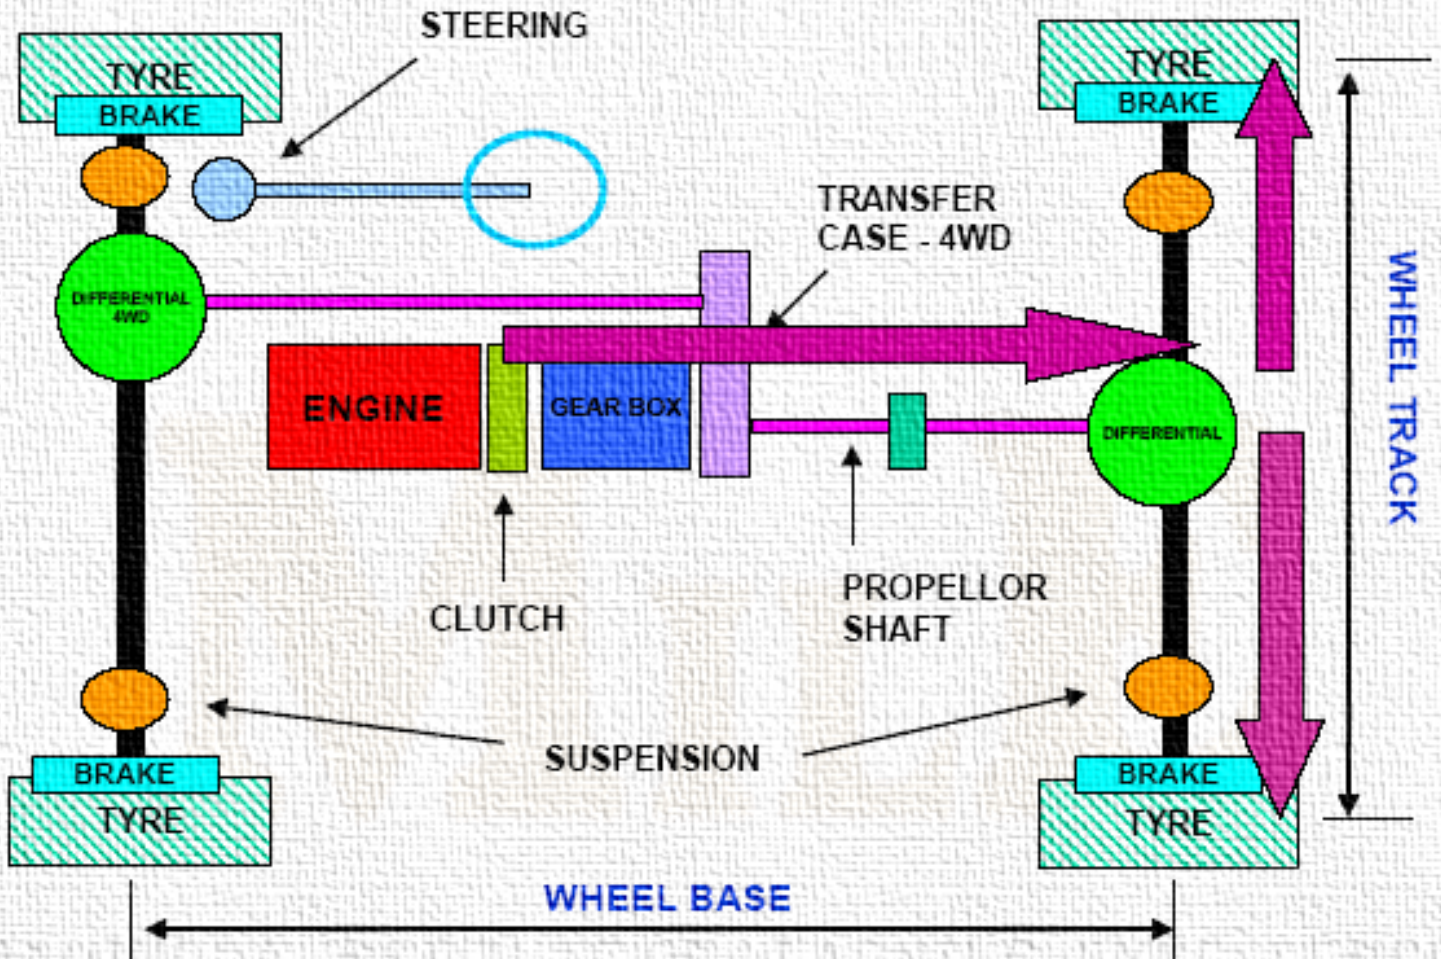 STEERING
TYRE
BRAKE
TYRE
BRAKE
TRANSFER
CASE - 4WD
DIFFERENTIAL
4WD
ENGINE
GEAR BOX
DIFFERENTIAL
WHEEL TRACK
CLUTCH
PROPELLOR
SHAFT
SUSPENSION
BRAKE
TYRE
BRAKE
TYRE
WHEEL BASE